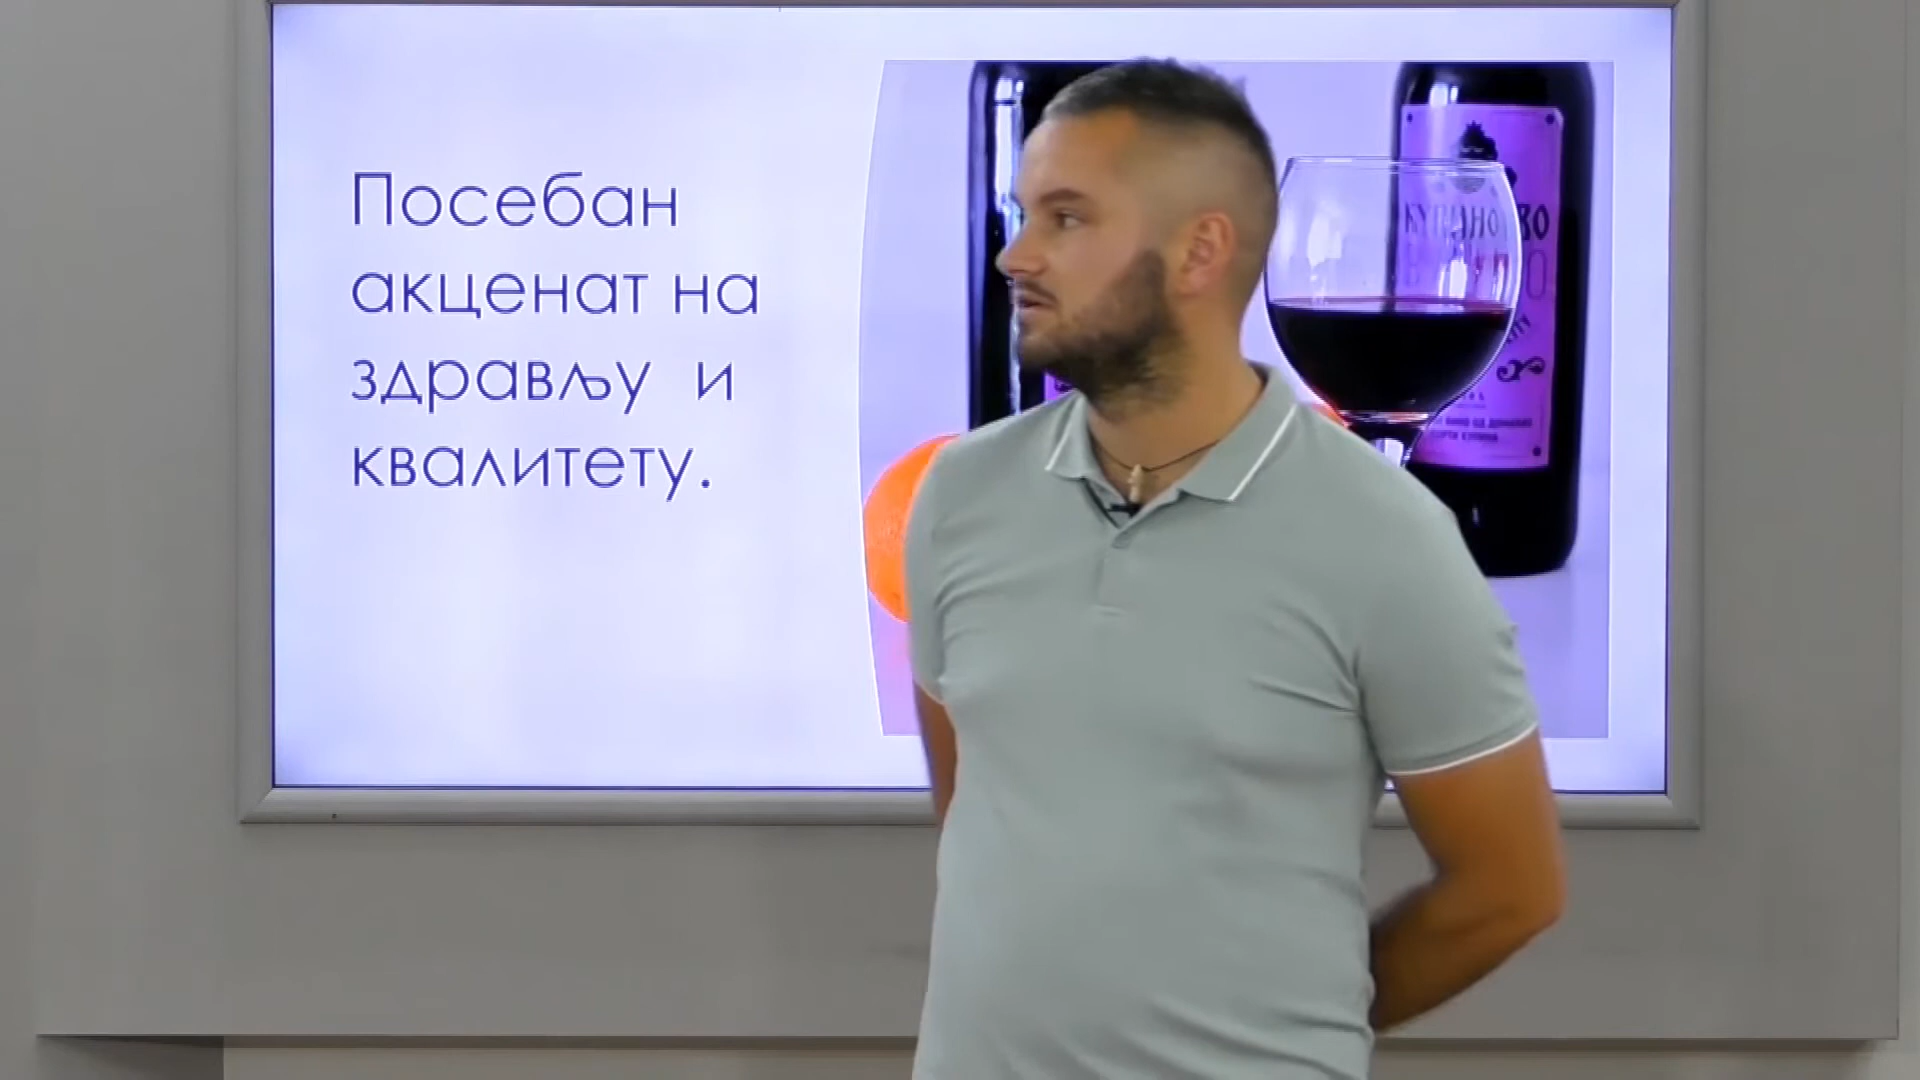 Посебан
акценат на
здрављу и
квалитету.